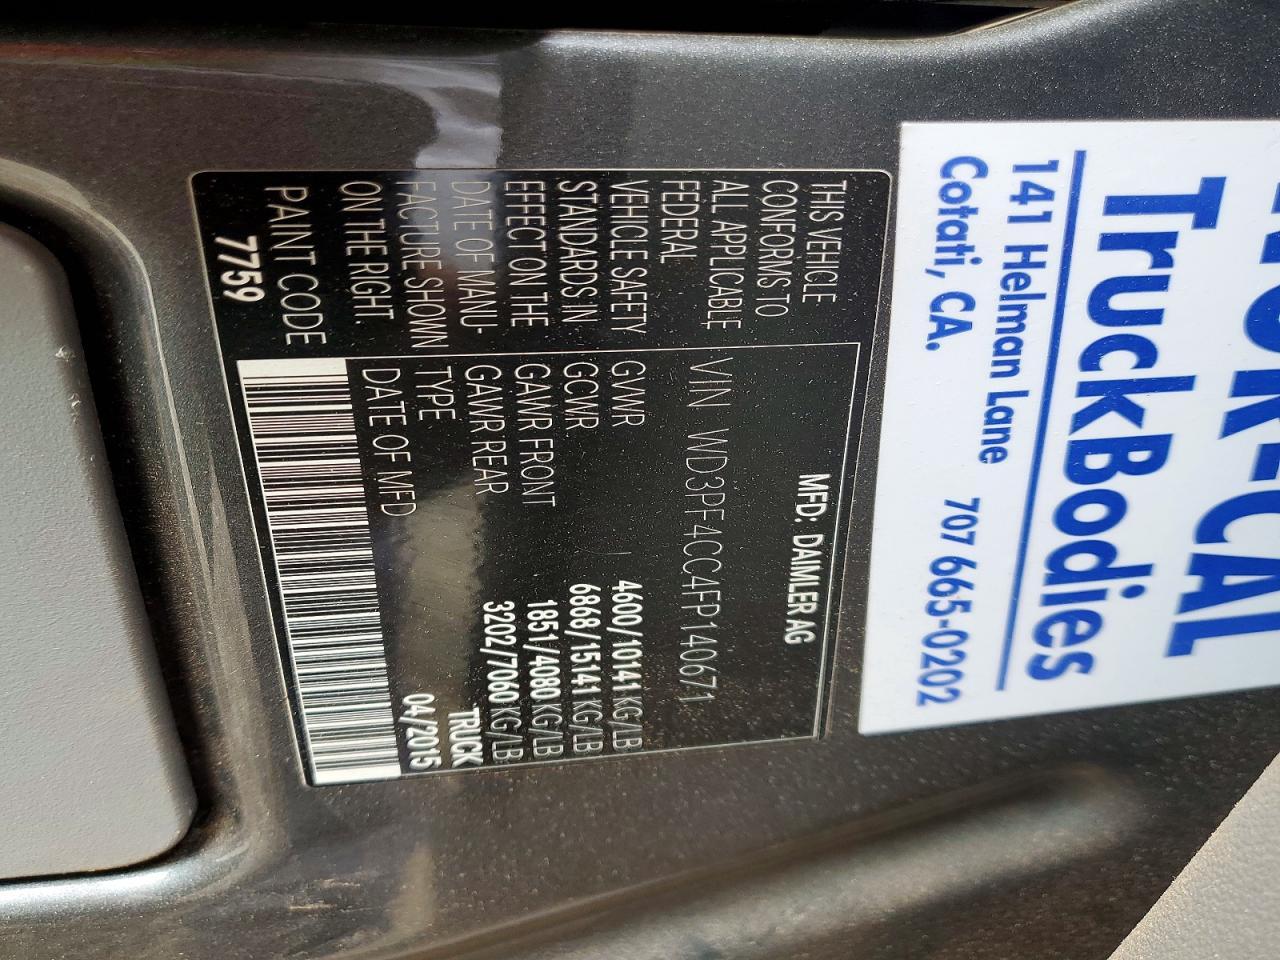 TruckBodies
141 Helman Lane 707 665-0202
Cotati, CA.
MFD: DAIMLER AG
THIS VEHICLE
CONFORMS TO
ALL APPLICABLE
FEDERAL
VEHICLE SAFETY
STANDARDS IN
EFFECT ON THE
DATE OF MANU-
FACTURE SHOWN
ON THE RIGHT.
VIN WD3PF4CC4FP140671
GVWR 4600/10141 KG/LB
GCWR 6868/15141 KG/LB
GAWR FRONT 1851/4080 KG/LB
GAWR REAR 3202/7060 KG/LB
TYPE TRUCK
DATE OF MFD 04/2015
PAINT CODE
7759